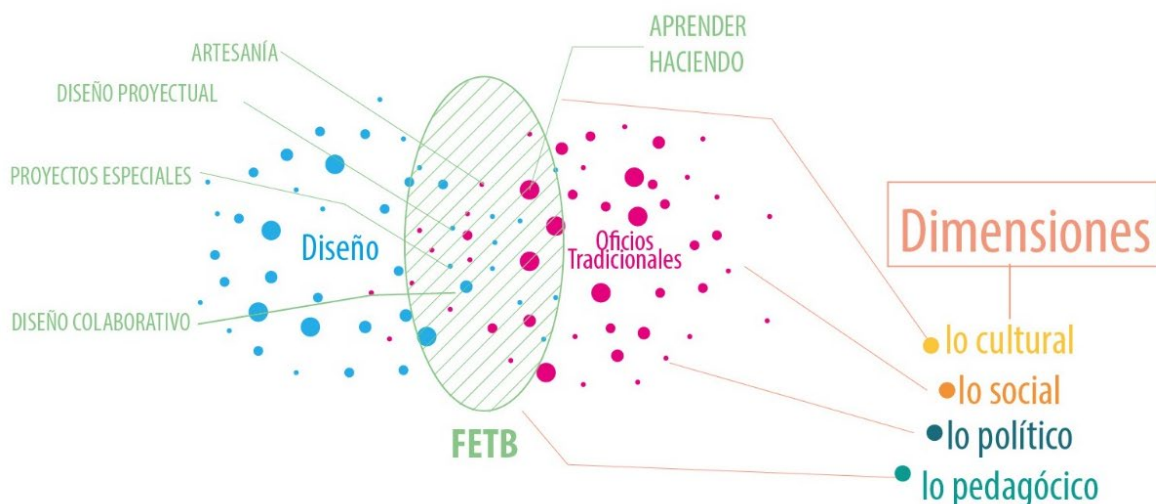 ARTESANÍA
DISEÑO PROYECTUAL
PROYECTOS ESPECIALES
DISEÑO COLABORATIVO
APRENDER
HACIENDO
Diseño
Oficios
Tradicionales
FETB
Dimensiones
lo cultural
lo social
lo político
lo pedagócico